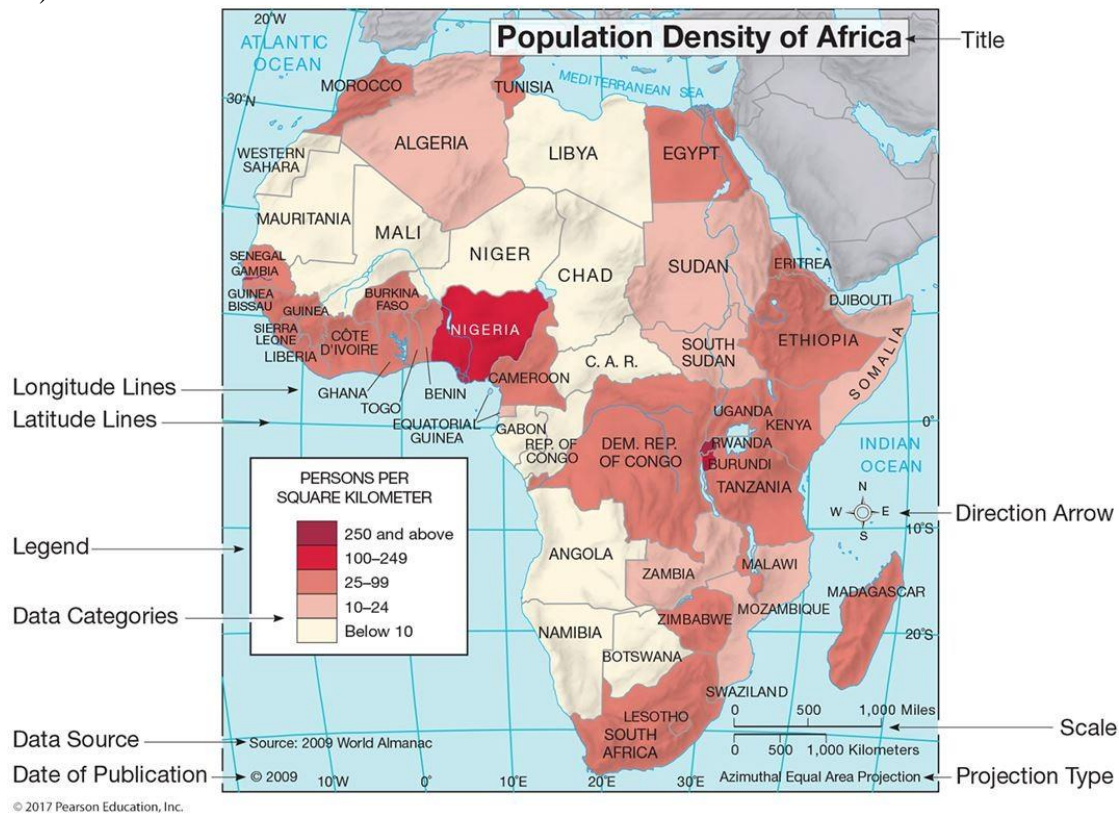 )
20°W
ATLANTIC
OCEAN
Population Density of Africa
Title
MEDITERRANEAN SEA
30°N
MOROCCO
TUNISIA
ALGERIA
LIBYA
EGYPT
WESTERN
SAHARA
MAURITANIA
MALI
NIGER
CHAD
SUDAN
ERITREA
SENEGAL
GAMBIA
GUINEA
BISSAU
GUINEA
BURKINA
FASO
NIGERIA
DJIBOUTI
SIERRA
LEONE
LIBERIA
CÔTE
D'IVOIRE
ETHIOPIA
SOUTH
SUDAN
SOMALIA
C. A. R.
CAMEROON
GHANA
TOGO
BENIN
Longitude Lines
Latitude Lines
EQUATORIAL
GUINEA
GABON
REP. OF
CONGO
DEM. REP.
OF CONGO
UGANDA
KENYA
0°
RWANDA
BURUNDI
TANZANIA
INDIAN
OCEAN
N
W
E
S
Direction Arrow
10°S
PERSONS PER
SQUARE KILOMETER
250 and above
100–249
25–99
10–24
Below 10
Legend
Data Categories
ANGOLA
ZAMBIA
MALAWI
MOZAMBIQUE
MADAGASCAR
ZIMBABWE
NAMIBIA
BOTSWANA
20°S
SWAZILAND
LESOTHO
SOUTH
AFRICA
0 500 1,000 Miles
0 500 1,000 Kilometers
Scale
Data Source
Source: 2009 World Almanac
Date of Publication
© 2009
10°W
0°
10°E
20°E
30°E
Azimuthal Equal Area Projection
Projection Type
© 2017 Pearson Education, Inc.